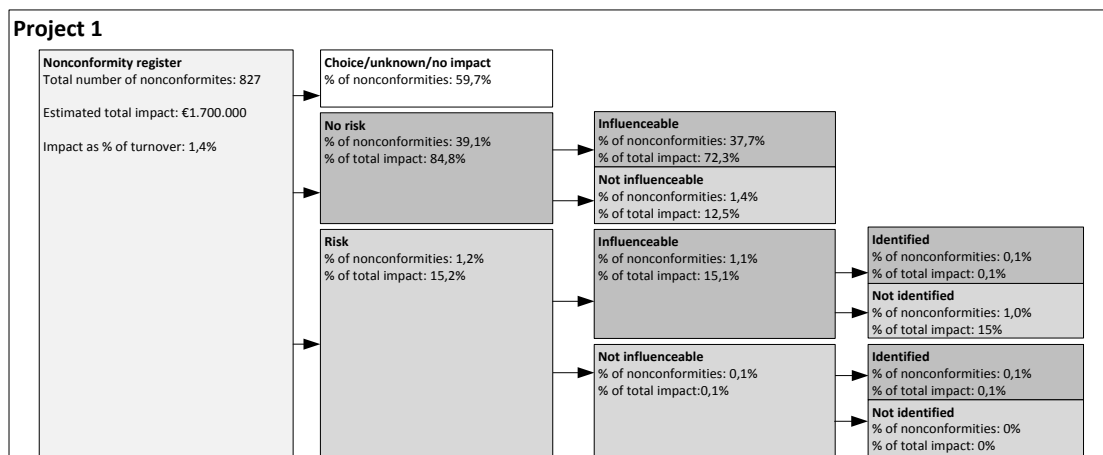 Project 1
Nonconformity register
Total number of nonconformites: 827
Estimated total impact: €1.700.000
Impact as % of turnover: 1,4%
Choice/unknown/no impact
% of nonconformities: 59,7%
No risk
% of nonconformities: 39,1%
% of total impact: 84,8%
Influenceable
% of nonconformities: 37,7%
% of total impact: 72,3%
Not influenceable
% of nonconformities: 1,4%
% of total impact: 12,5%
Risk
% of nonconformities: 1,2%
% of total impact: 15,2%
Influenceable
% of nonconformities: 1,1%
% of total impact: 15,1%
Identified
% of nonconformities: 0,1%
% of total impact: 0,1%
Not identified
% of nonconformities: 1,0%
% of total impact: 15%
Not influenceable
% of nonconformities: 0,1%
% of total impact:0,1%
Identified
% of nonconformities: 0,1%
% of total impact: 0,1%
Not identified
% of nonconformities: 0%
% of total impact: 0%